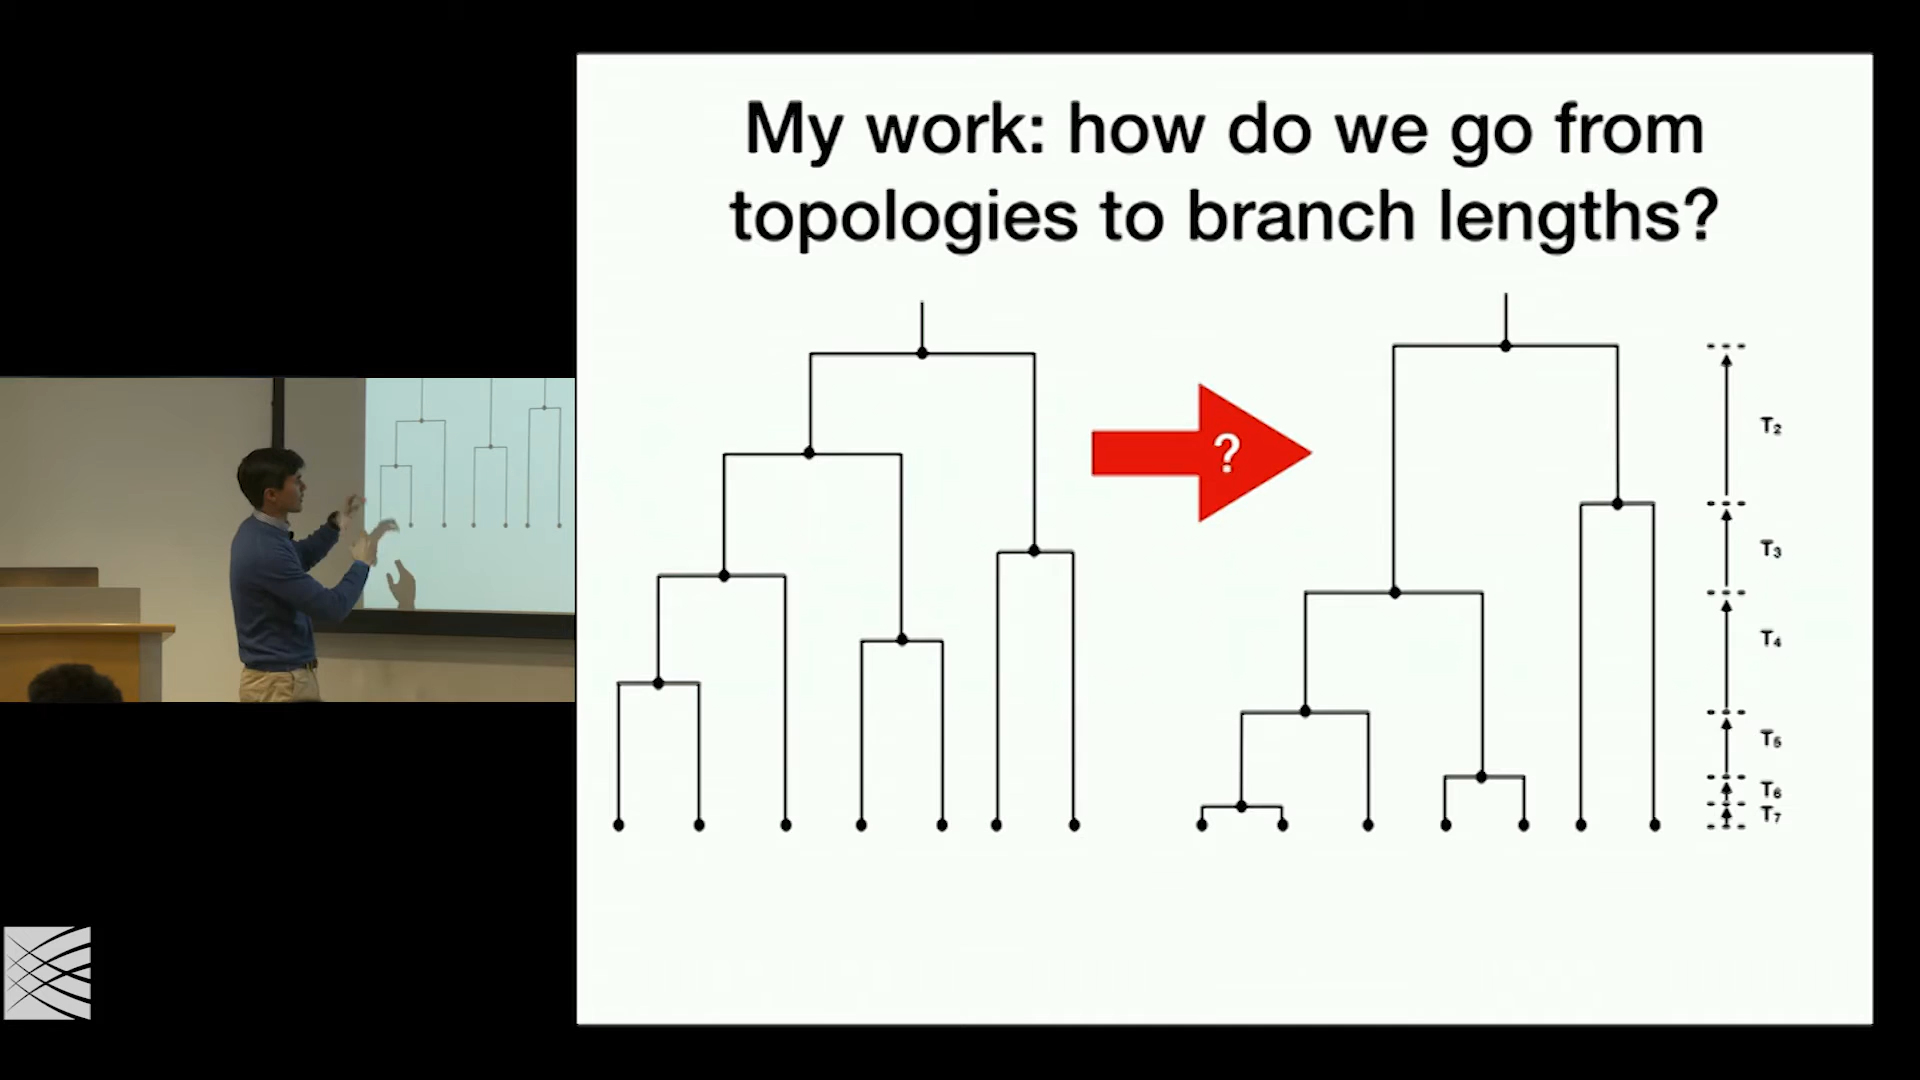 My work: how do we go from
topologies to branch lengths?
?
T₂
T₃
T₄
T₅
T₆
T₇